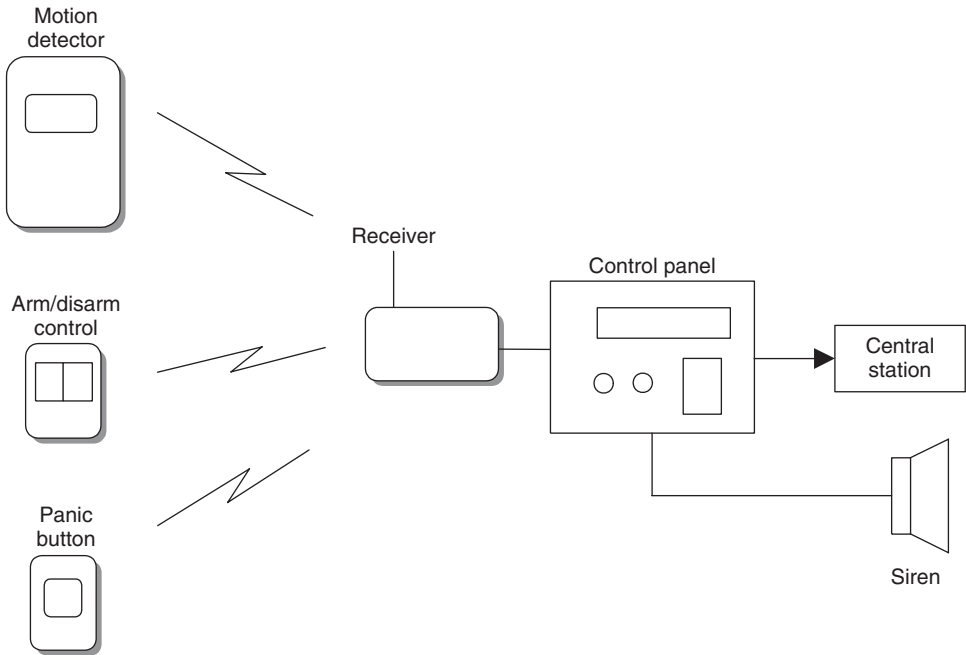 Motion
detector
Receiver
Control panel
Arm/disarm
control
Central
station
Panic
button
Siren